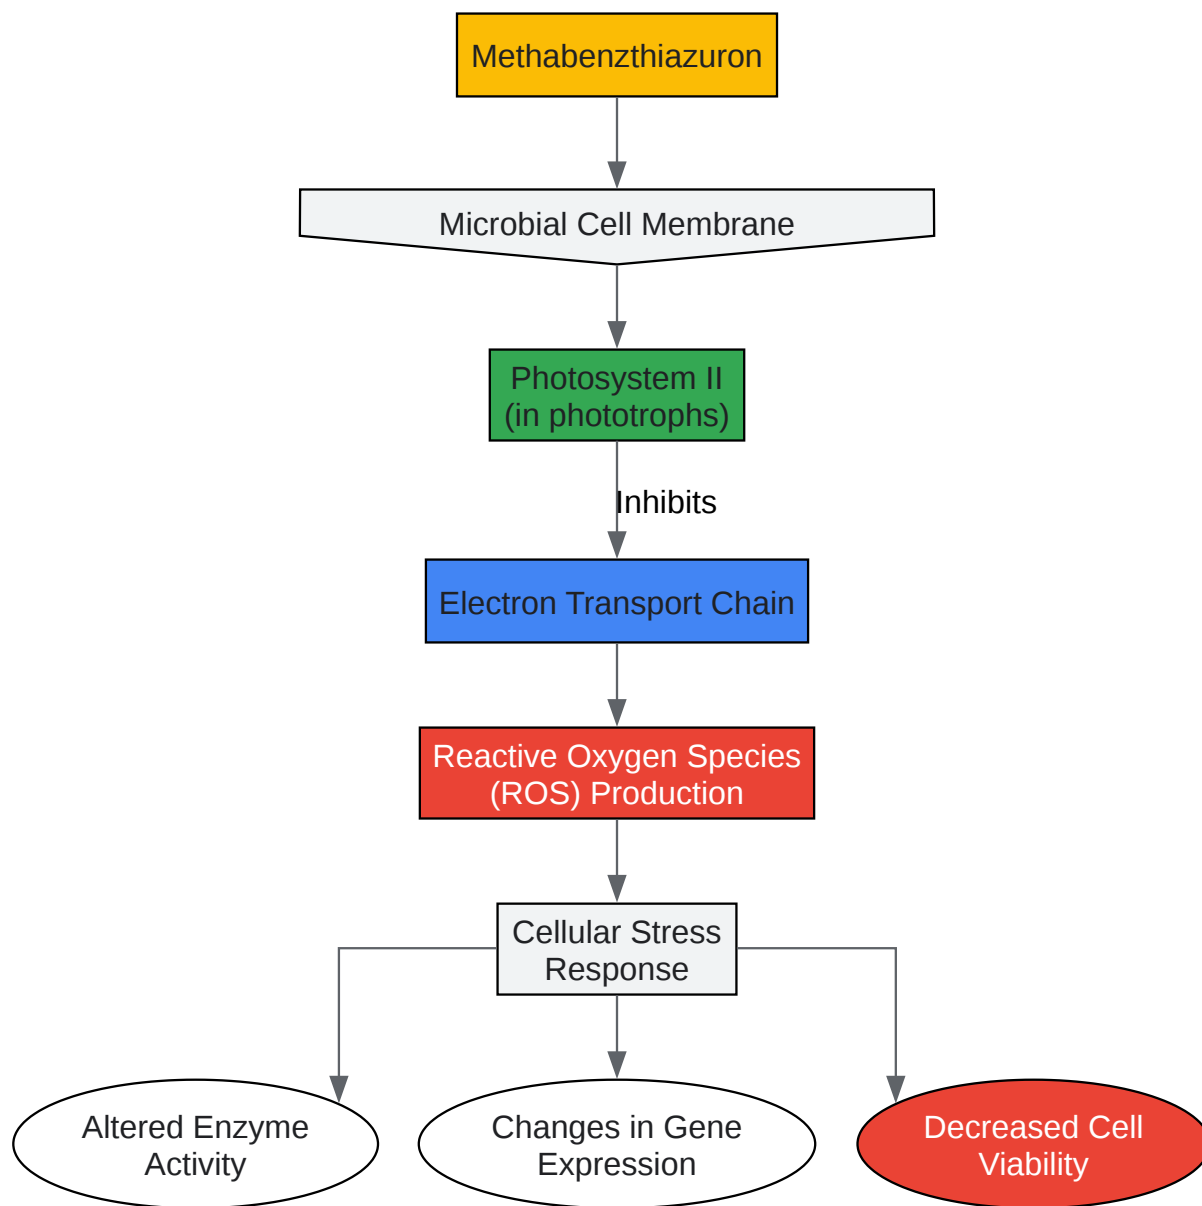 Methabenzthiazuron
Microbial Cell Membrane
Photosystem II
(in phototrophs)
Inhibits
Electron Transport Chain
Reactive Oxygen Species
(ROS) Production
Cellular Stress
Response
Altered Enzyme
Activity
Changes in Gene
Expression
Decreased Cell
Viability